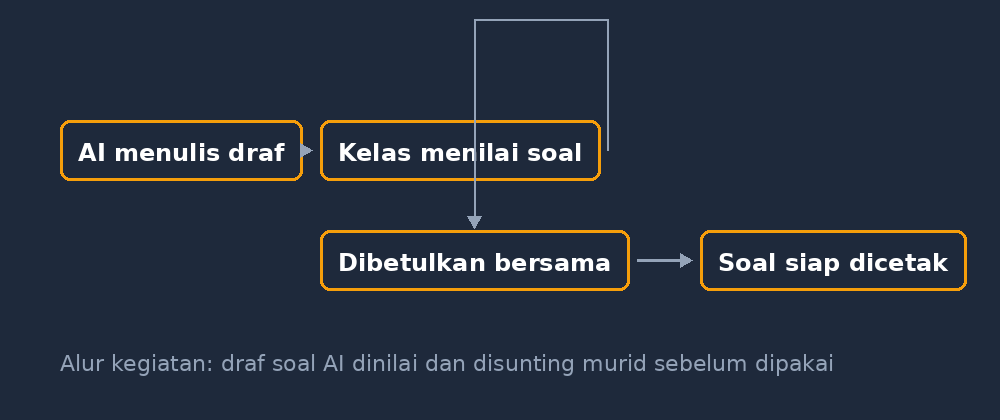 AI menulis draf
Kelas menilai soal
Dibetulkan bersama
Soal siap dicetak
Alur kegiatan: draf soal AI dinilai dan disunting murid sebelum dipakai